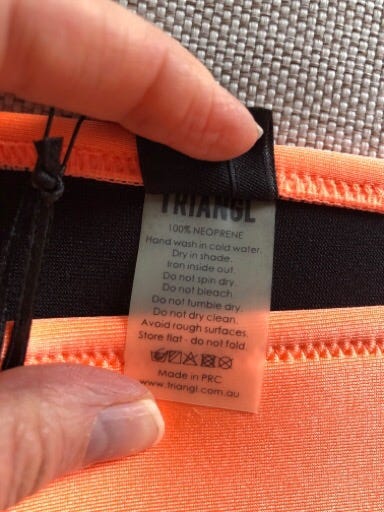 TRIANGL
100% NEOPRENE
Hand wash in cold water.
Dry in shade.
Iron inside out.
Do not spin dry.
Do not bleach.
Do not tumble dry.
Do not dry clean.
Avoid rough surfaces.
Store flat - do not fold.
Made in PRC
www.triangl.com.au